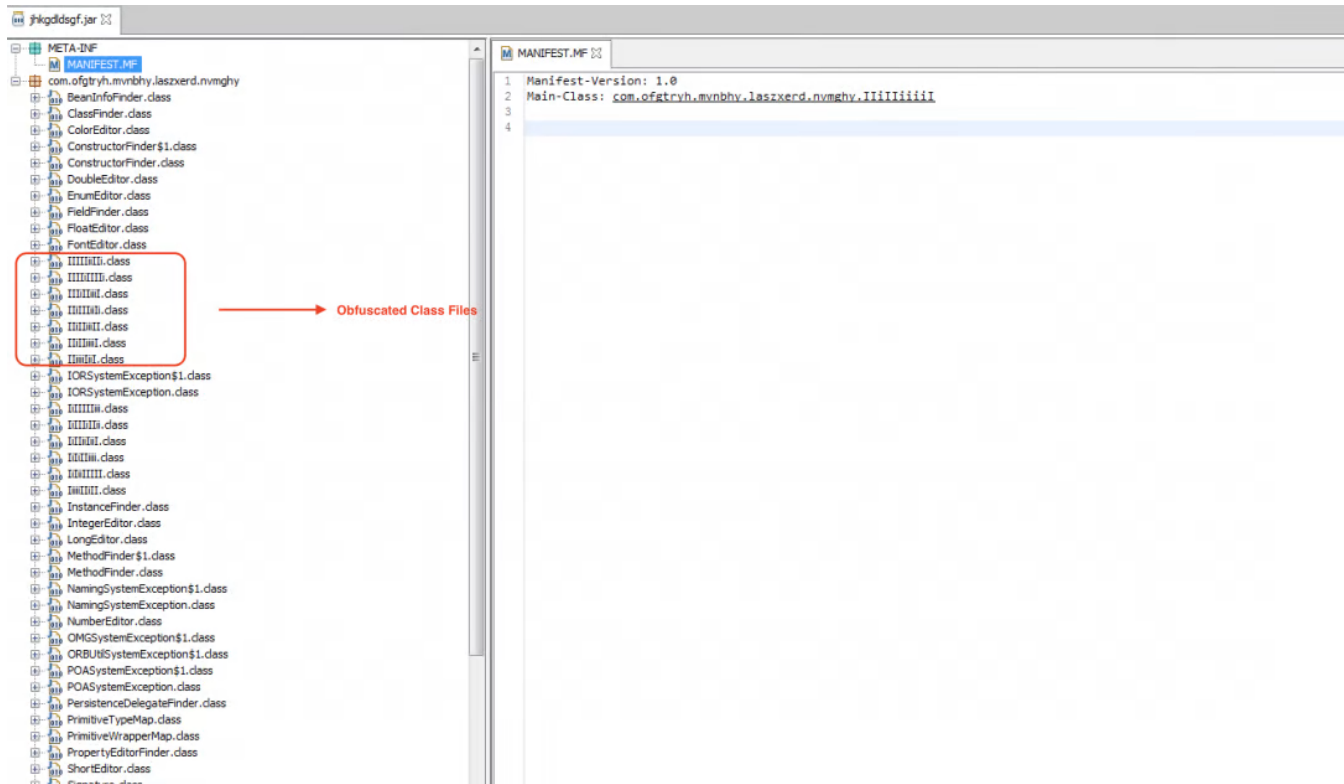 jhkgdldsgf.jar
META-INF
MANIFEST.MF
com.ofgtryh.mvnbhy.laszxerd.nvmghy
BeanInfoFinder.class
ClassFinder.class
ColorEditor.class
ConstructorFinder$1.class
ConstructorFinder.class
DoubleEditor.class
EnumEditor.class
FieldFinder.class
FloatEditor.class
FontEditor.class
Obfuscated Class Files
IORSystemException$1.class
IORSystemException.class
InstanceFinder.class
IntegerEditor.class
LongEditor.class
MethodFinder$1.class
MethodFinder.class
NamingSystemException$1.class
NamingSystemException.class
NumberEditor.class
OMGSystemException$1.class
ORBUtilSystemException$1.class
POASystemException$1.class
POASystemException.class
PersistenceDelegateFinder.class
PrimitiveTypeMap.class
PrimitiveWrapperMap.class
PropertyEditorFinder.class
ShortEditor.class
MANIFEST.MF
1 Manifest-Version: 1.0
2 Main-Class: com.ofgtryh.mvnbhy.laszxerd.nvmghy.IIiIIiiiiI
3
4